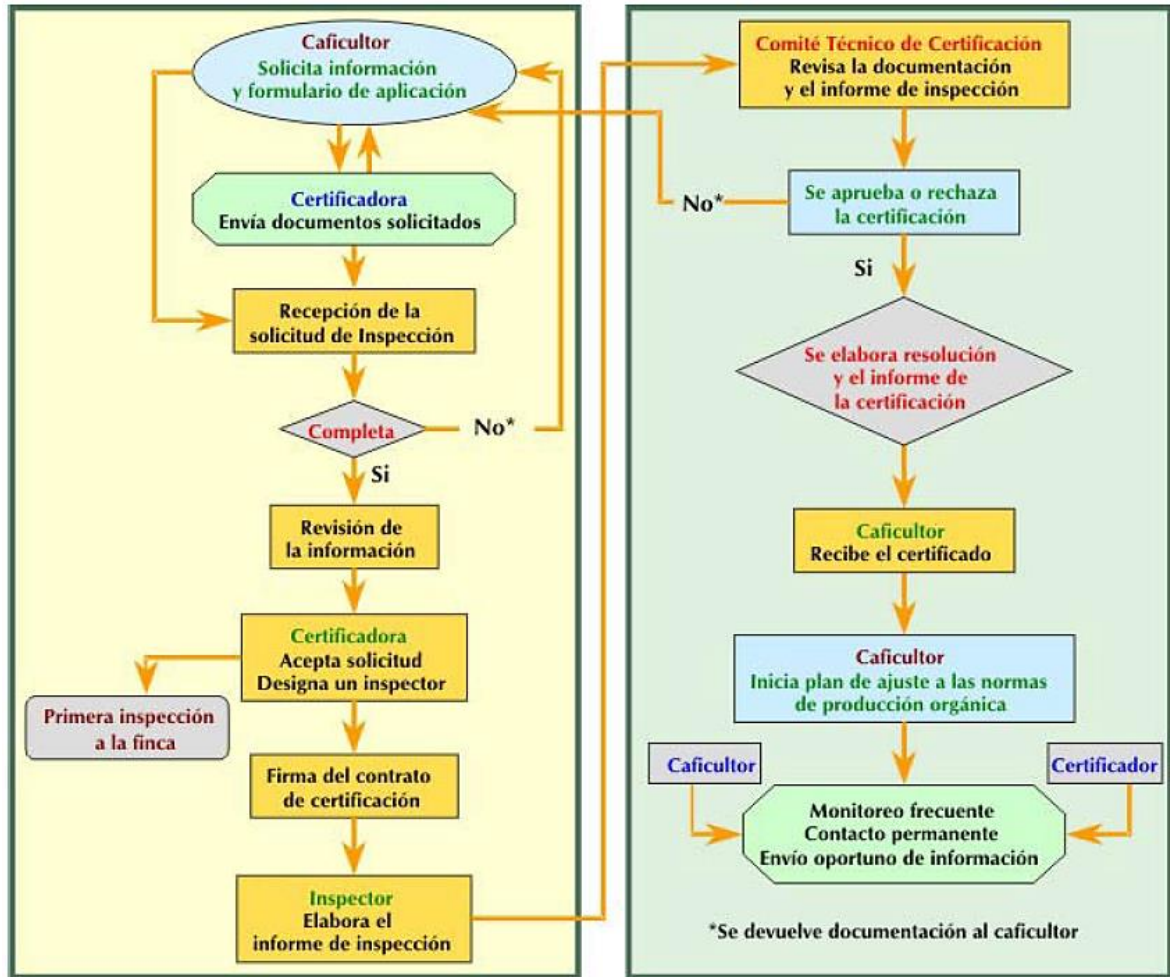 Caficultor
Solicita información
y formulario de aplicación
Certificadora
Envía documentos solicitados
Recepción de la
solicitud de Inspección
Completa
No*
Si
Revisión de
la información
Certificadora
Acepta solicitud
Designa un inspector
Primera inspección
a la finca
Firma del contrato
de certificación
Inspector
Elabora el
informe de inspección
Comité Técnico de Certificación
Revisa la documentación
y el informe de inspección
Se aprueba o rechaza
la certificación
No*
Si
Se elabora resolución
y el informe de
la certificación
Caficultor
Recibe el certificado
Caficultor
Inicia plan de ajuste a las normas
de producción orgánica
Caficultor
Certificador
Monitoreo frecuente
Contacto permanente
Envío oportuno de información
*Se devuelve documentación al caficultor